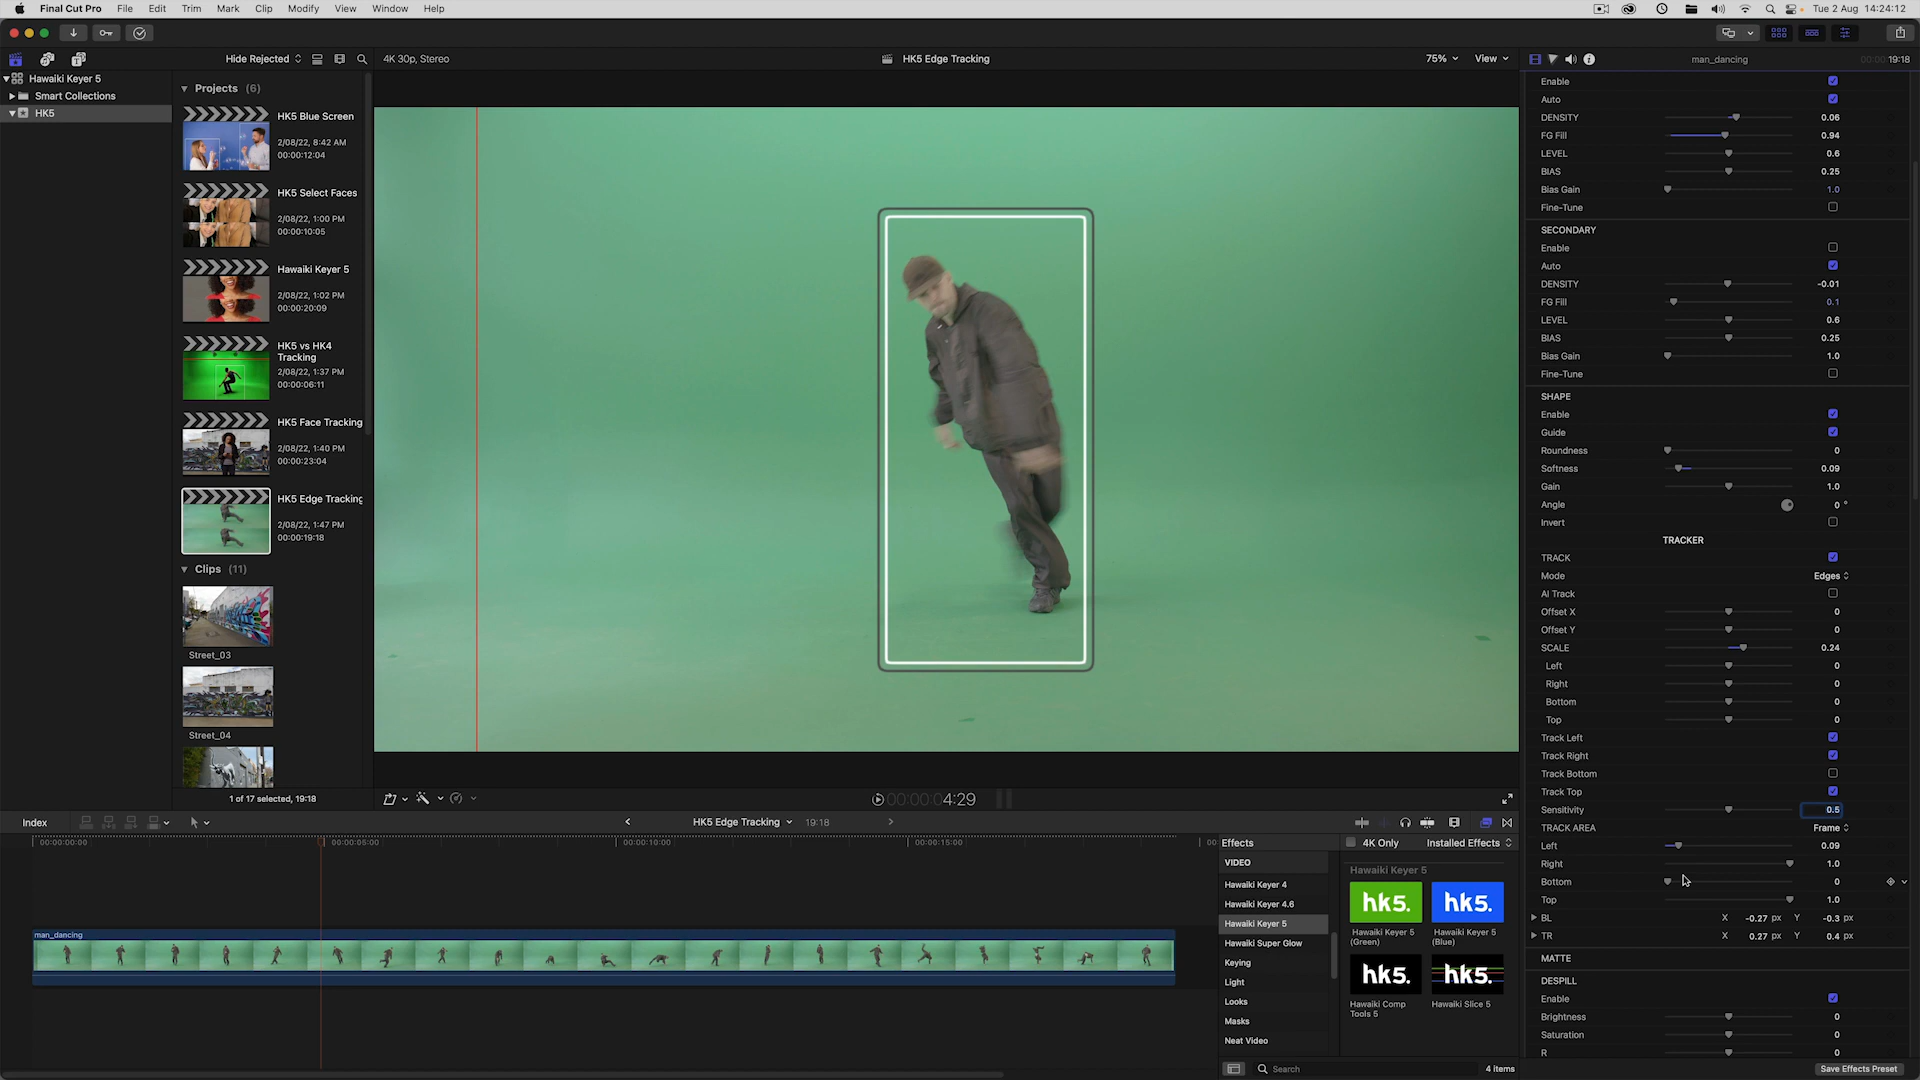 Final Cut Pro File Edit Trim Mark Clip Modify View Window Help
Tue 2 Aug 14:24:12
Hide Rejected
4K 30p, Stereo
HK5 Edge Tracking
75%
View
man_dancing
19:18
Hawaiki Keyer 5
Smart Collections
HK5
Projects (6)
HK5 Blue Screen
2/08/22, 8:42 AM
00:00:12:04
HK5 Select Faces
2/08/22, 1:00 PM
00:00:10:05
Hawaiki Keyer 5
2/08/22, 1:02 PM
00:00:20:09
HK5 vs HK4
Tracking
2/08/22, 1:37 PM
00:00:06:11
HK5 Face Tracking
2/08/22, 1:40 PM
00:00:23:04
HK5 Edge Tracking
2/08/22, 1:47 PM
00:00:19:18
Clips (11)
Street_03
Street_04
1 of 17 selected, 19:18
00:00:04:29
Enable
Auto
DENSITY 0.06
FG Fill 0.94
LEVEL 0.6
BIAS 0.25
Bias Gain 1.0
Fine-Tune
SECONDARY
Enable
Auto
DENSITY -0.01
FG Fill 0.1
LEVEL 0.6
BIAS 0.25
Bias Gain 1.0
Fine-Tune
SHAPE
Enable
Guide
Roundness 0
Softness 0.09
Gain 1.0
Angle 0 °
Invert
TRACKER
TRACK
Mode Edges
AI Track
Offset X 0
Offset Y 0
SCALE 0.24
Left 0
Right 0
Bottom 0
Top 0
Track Left
Track Right
Track Bottom
Track Top
Sensitivity 0.5
TRACK AREA Frame
Left 0.09
Right 1.0
Bottom 0
Top 1.0
BL X -0.27 px Y -0.3 px
TR X 0.27 px Y 0.4 px
MATTE
DESPILL
Enable
Brightness 0
Saturation 0
R 0
Save Effects Preset
Index
HK5 Edge Tracking 19:18
00:00:00:00
00:00:05:00
00:00:10:00
00:00:15:00
00:
man_dancing
Effects
4K Only
Installed Effects
VIDEO
Hawaiki Keyer 4
Hawaiki Keyer 4.6
Hawaiki Keyer 5
Hawaiki Super Glow
Keying
Light
Looks
Masks
Neat Video
Hawaiki Keyer 5
hk5.
hk5.
Hawaiki Keyer 5
(Green)
Hawaiki Keyer 5
(Blue)
hk5.
hk5.
Hawaiki Comp
Tools 5
Hawaiki Slice 5
Search
4 items